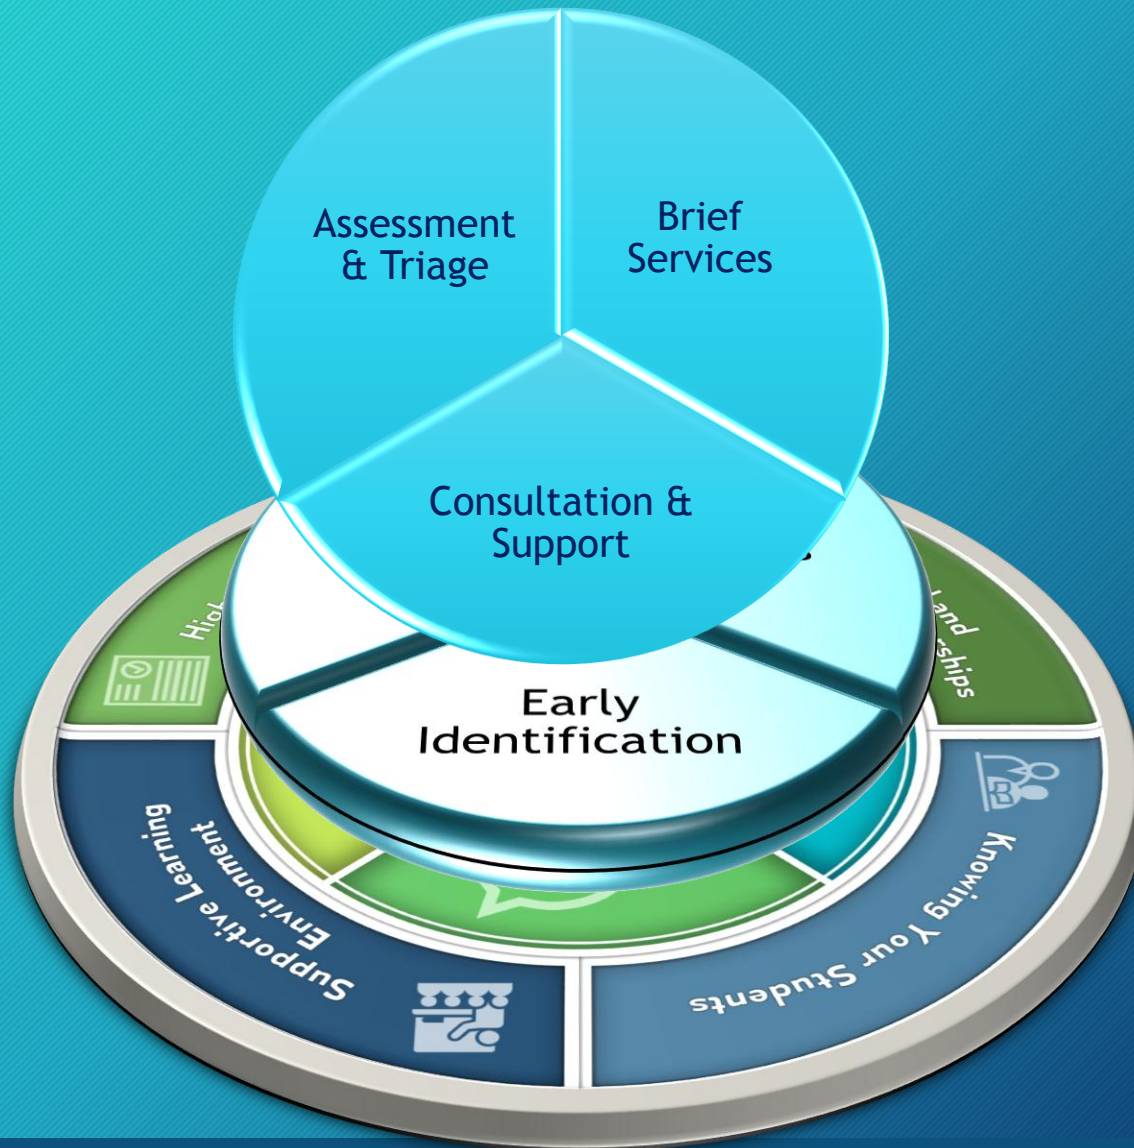 Assessment
& Triage
Brief
Services
Consultation &
Support
Early
Identification
Supportive Learning
Environment
Knowing Your Students